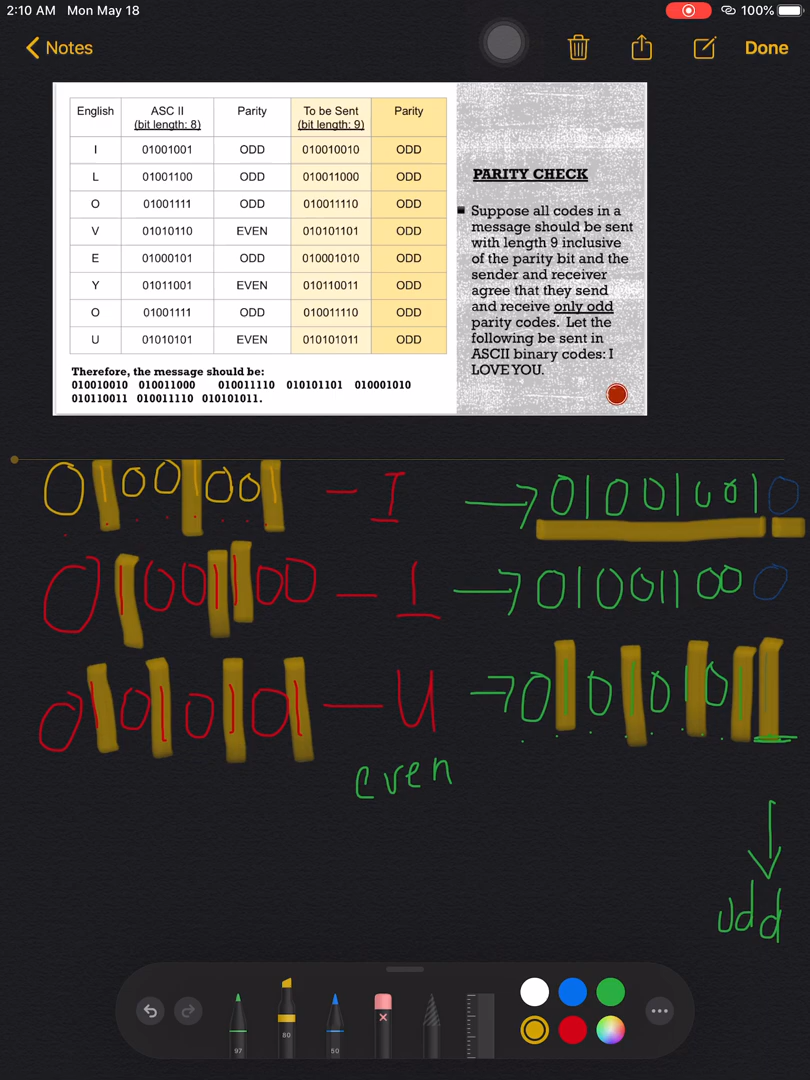 2:10 AM Mon May 18 100%
Notes Done
English ASC II (bit length: 8) Parity To be Sent (bit length: 9) Parity
I 01001001 ODD 010010010 ODD
L 01001100 ODD 010011000 ODD
O 01001111 ODD 010011110 ODD
V 01010110 EVEN 010101101 ODD
E 01000101 ODD 010001010 ODD
Y 01011001 EVEN 010110011 ODD
O 01001111 ODD 010011110 ODD
U 01010101 EVEN 010101011 ODD
Therefore, the message should be:
010010010 010011000 010011110 010101101 010001010
010110011 010011110 010101011.
PARITY CHECK
Suppose all codes in a
message should be sent
with length 9 inclusive
of the parity bit and the
sender and receiver
agree that they send
and receive only odd
parity codes. Let the
following be sent in
ASCII binary codes: I
LOVE YOU.
01001001 — I → 010010010
01001100 — L → 010011000
01010101 — U → 010101011
even
odd
97 80 50